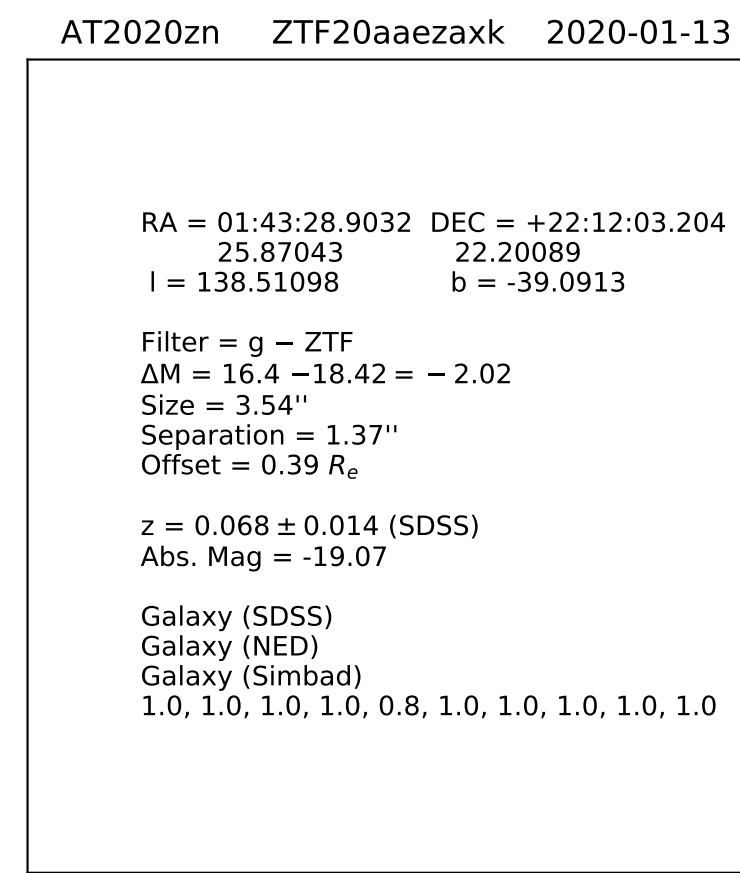 AT2020zn ZTF20aaezaxk 2020-01-13
RA = 01:43:28.9032 DEC = +22:12:03.204
25.87043 22.20089
l = 138.51098 b = -39.0913
Filter = g − ZTF
ΔM = 16.4 −18.42 = − 2.02
Size = 3.54''
Separation = 1.37''
Offset = 0.39 Rₑ
z = 0.068 ± 0.014 (SDSS)
Abs. Mag = -19.07
Galaxy (SDSS)
Galaxy (NED)
Galaxy (Simbad)
1.0, 1.0, 1.0, 1.0, 0.8, 1.0, 1.0, 1.0, 1.0, 1.0